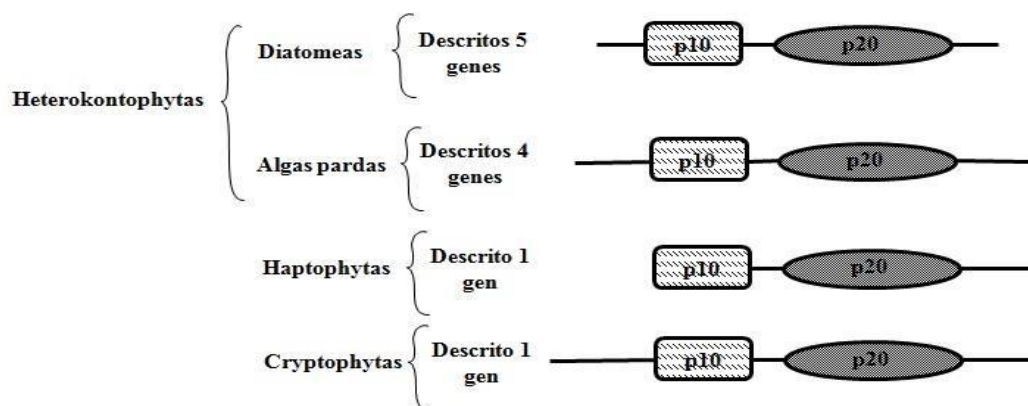 Heterokontophytas
Diatomeas
Descritos 5
genes
p10
p20
Algas pardas
Descritos 4
genes
p10
p20
Haptophytas
Descrito 1
gen
p10
p20
Cryptophytas
Descrito 1
gen
p10
p20